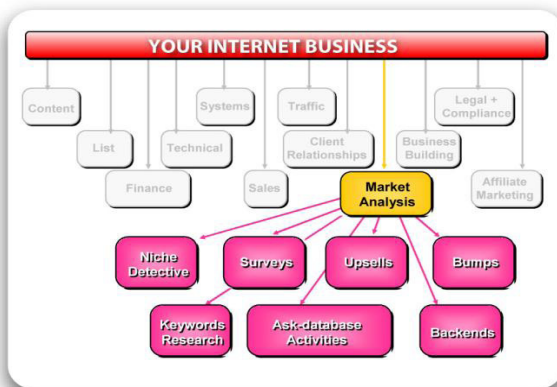 YOUR INTERNET BUSINESS
Content
Systems
Traffic
Legal +
Compliance
List
Technical
Client
Relationships
Business
Building
Finance
Sales
Market
Analysis
Affiliate
Marketing
Niche
Detective
Surveys
Upsells
Bumps
Keywords
Research
Ask-database
Activities
Backends